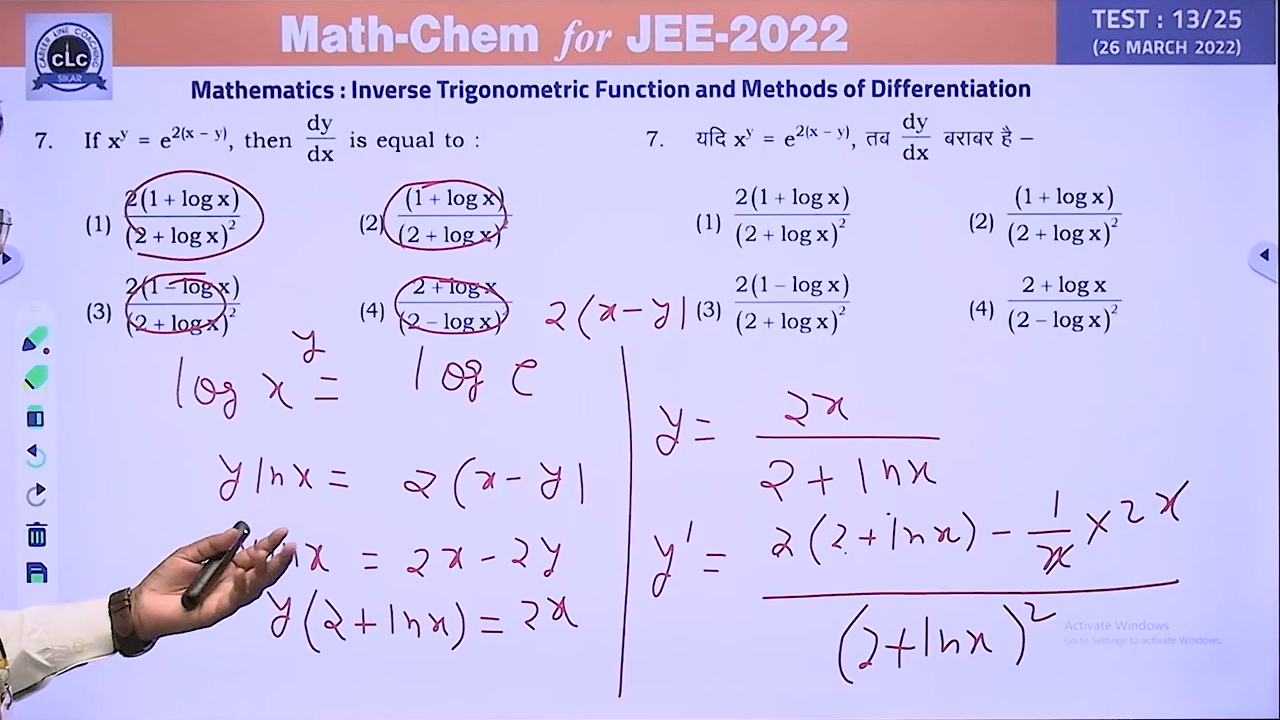 CAREER LINE COACHING
CLC
SIKAR
Math-Chem for JEE-2022
TEST : 13/25
(26 MARCH 2022)
Mathematics : Inverse Trigonometric Function and Methods of Differentiation
7. If x^y = e^{2(x – y)}, then dy/dx is equal to :
(1) 2(1 + log x)/(2 + log x)^2
(2) (1 + log x)/(2 + log x)^2
(3) 2(1 – log x)/(2 + log x)^2
(4) 2 + log x/(2 – log x)^2
7. यदि x^y = e^{2(x – y)}, तब dy/dx बराबर है –
(1) 2(1 + log x)/(2 + log x)^2
(2) (1 + log x)/(2 + log x)^2
(3) 2(1 – log x)/(2 + log x)^2
(4) 2 + log x/(2 – log x)^2
log x^y = log e^{2(x – y)}
y ln x = 2(x – y)
ln x = 2x – 2y
y(2 + ln x) = 2x
y = 2x/(2 + ln x)
y' = 2(2 + ln x) – 1/x × 2x/(2 + ln x)^2
Activate Windows
Go to Settings to activate Windows.